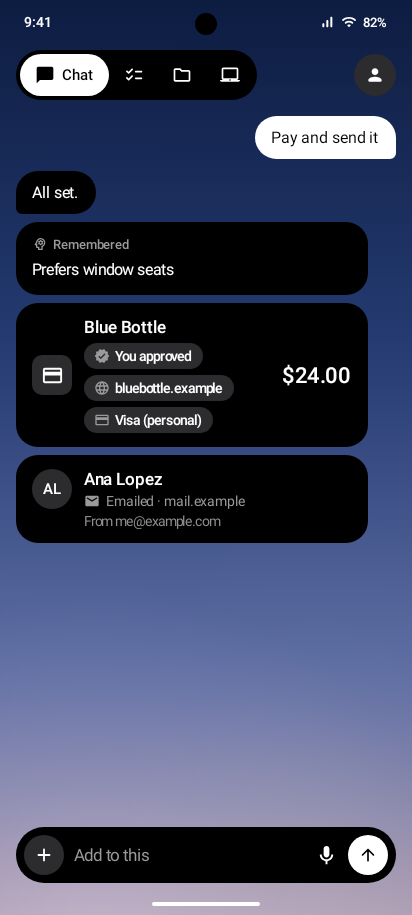 9:41
82%
Chat
Pay and send it
All set.
Remembered
Prefers window seats
Blue Bottle
You approved
bluebottle.example
Visa (personal)
$24.00
AL
Ana Lopez
Emailed · mail.example
From me@example.com
Add to this